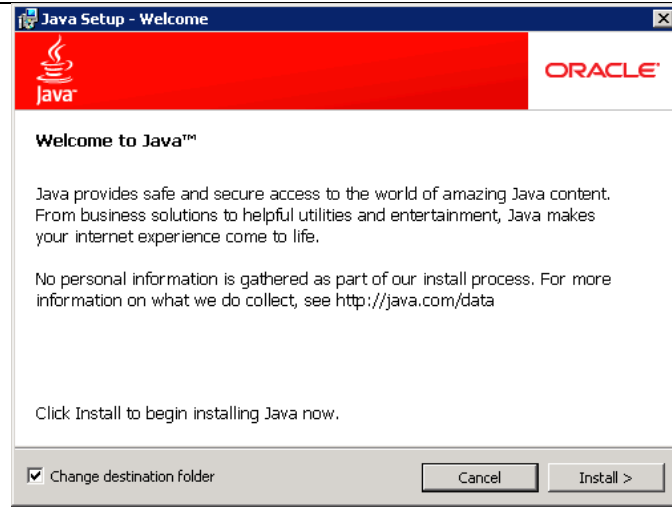 Java Setup - Welcome
Java™
ORACLE®
Welcome to Java™
Java provides safe and secure access to the world of amazing Java content.
From business solutions to helpful utilities and entertainment, Java makes
your internet experience come to life.
No personal information is gathered as part of our install process. For more
information on what we do collect, see http://java.com/data
Click Install to begin installing Java now.
Change destination folder
Cancel
Install >